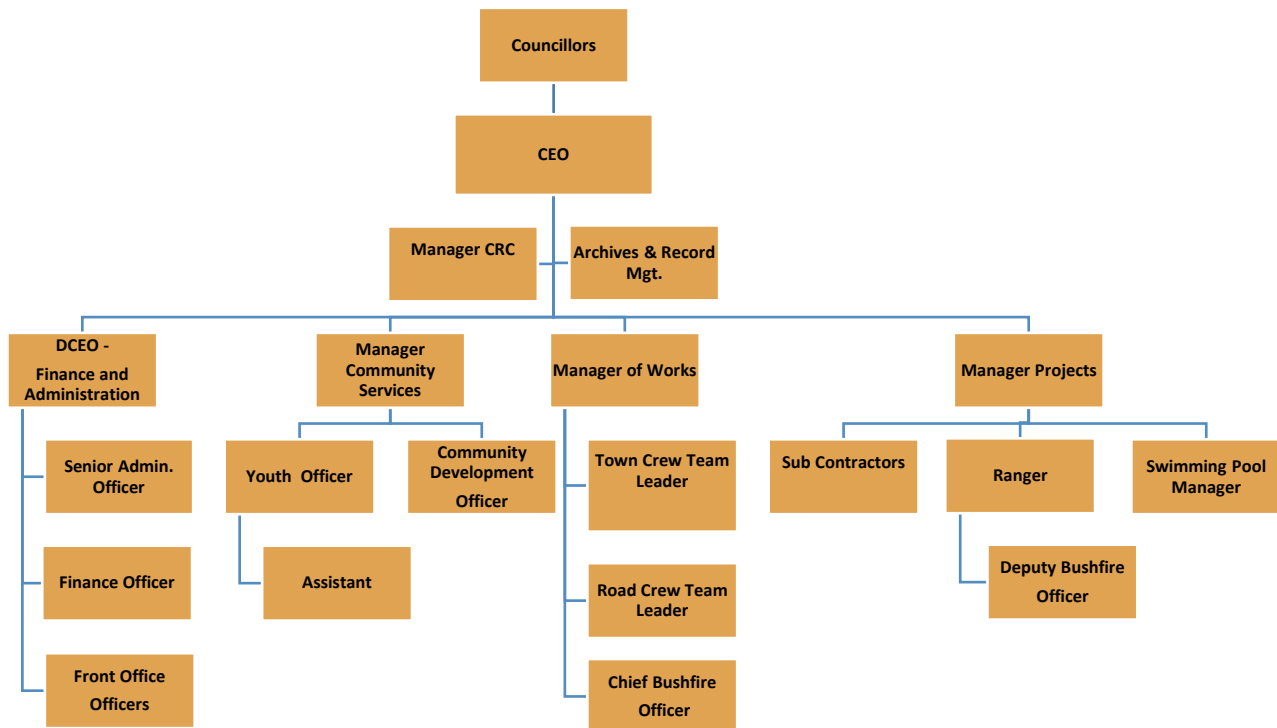 Councillors
CEO
Manager CRC
Archives & Record
Mgt.
DCEO -
Finance and
Administration
Manager
Community
Services
Manager of Works
Manager Projects
Senior Admin.
Officer
Youth Officer
Community
Development
Officer
Town Crew Team
Leader
Sub Contractors
Ranger
Swimming Pool
Manager
Finance Officer
Assistant
Road Crew Team
Leader
Deputy Bushfire
Officer
Front Office
Officers
Chief Bushfire
Officer